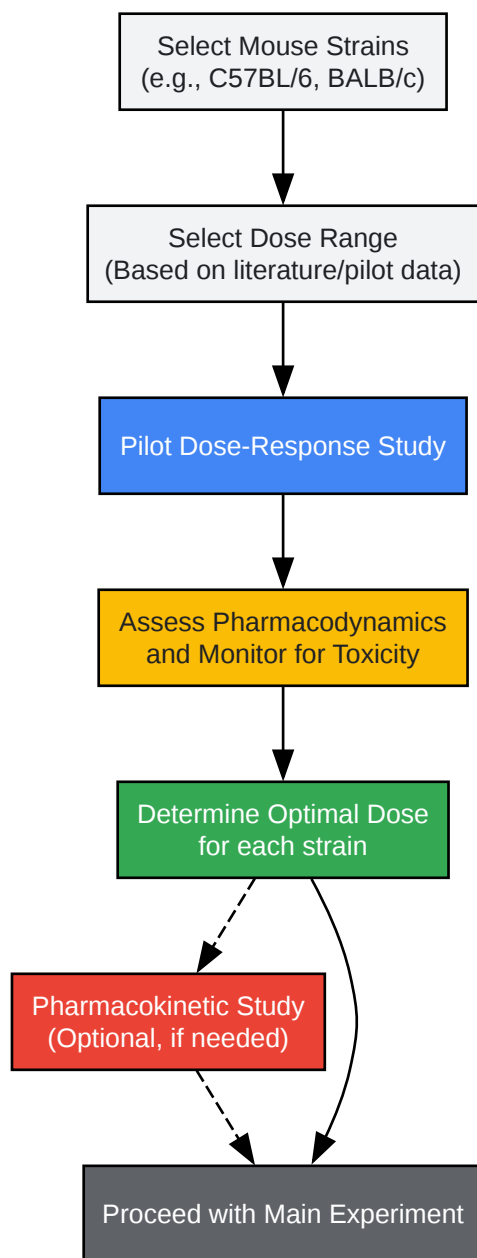 Select Mouse Strains
(e.g., C57BL/6, BALB/c)
Select Dose Range
(Based on literature/pilot data)
Pilot Dose-Response Study
Assess Pharmacodynamics
and Monitor for Toxicity
Determine Optimal Dose
for each strain
Pharmacokinetic Study
(Optional, if needed)
Proceed with Main Experiment